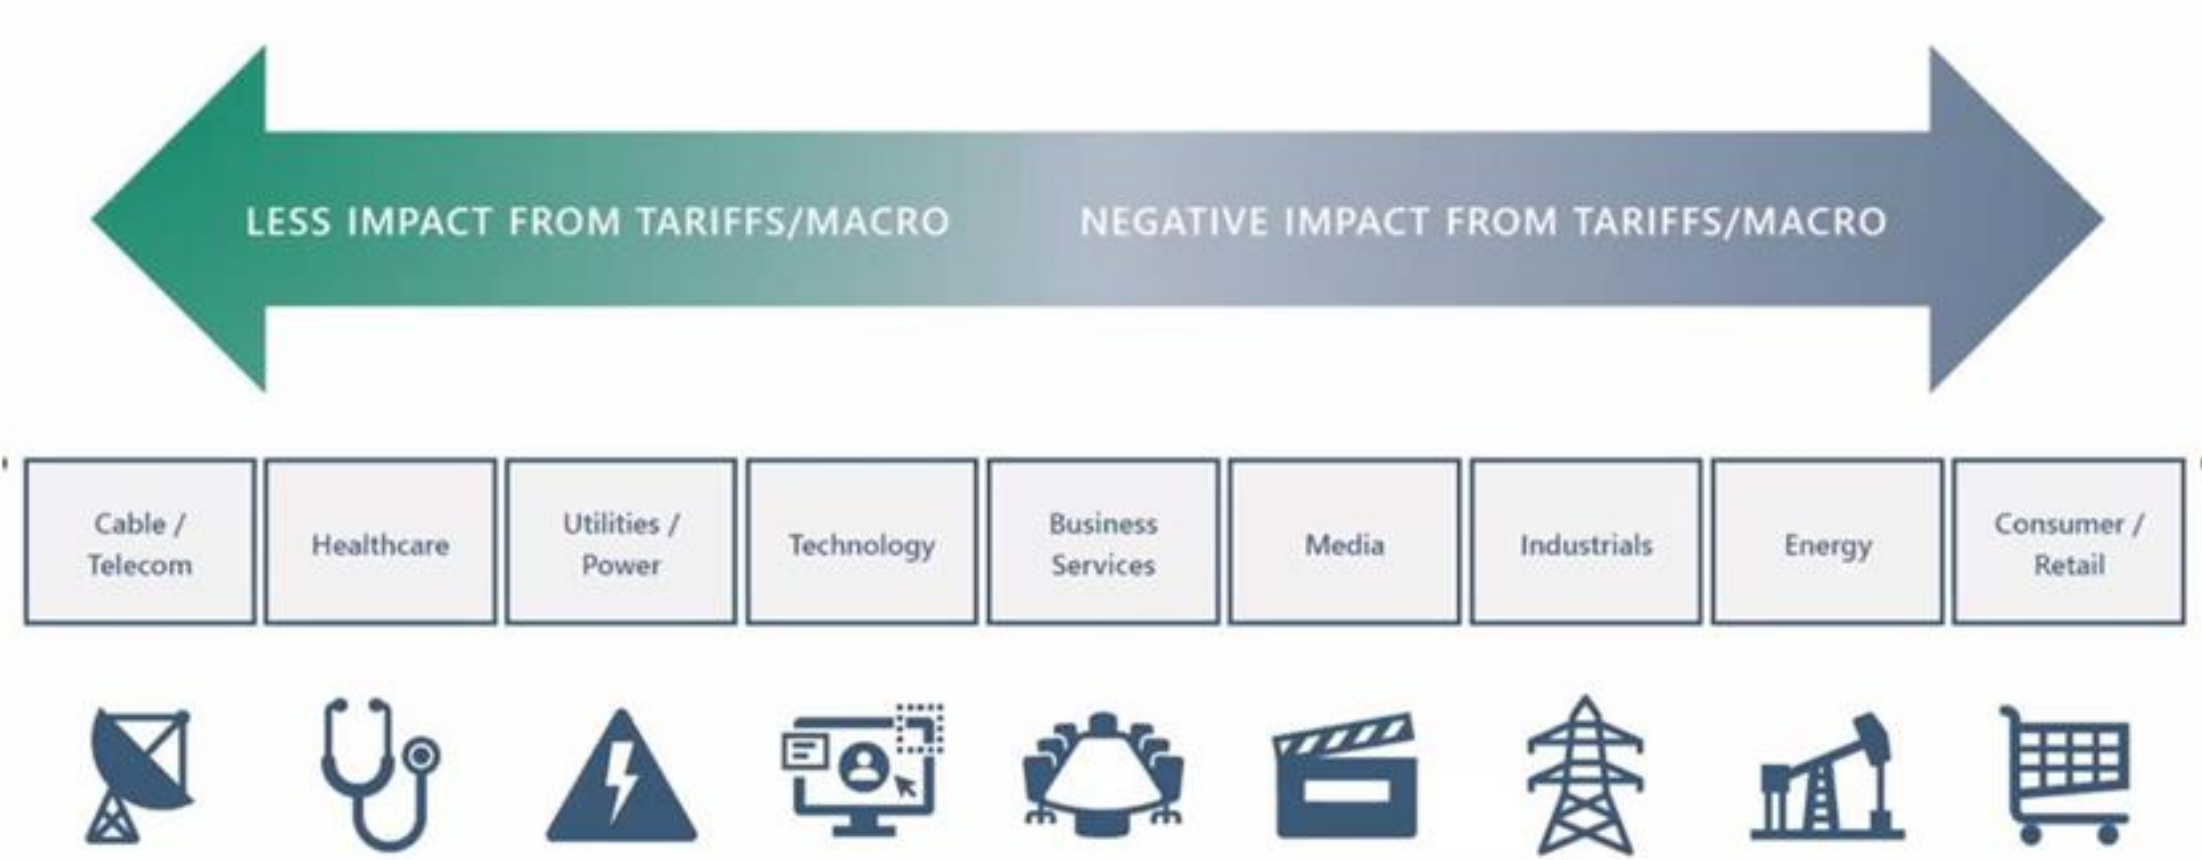 LESS IMPACT FROM TARIFFS/MACRO
NEGATIVE IMPACT FROM TARIFFS/MACRO
Cable /
Telecom
Healthcare
Utilities /
Power
Technology
Business
Services
Media
Industrials
Energy
Consumer /
Retail